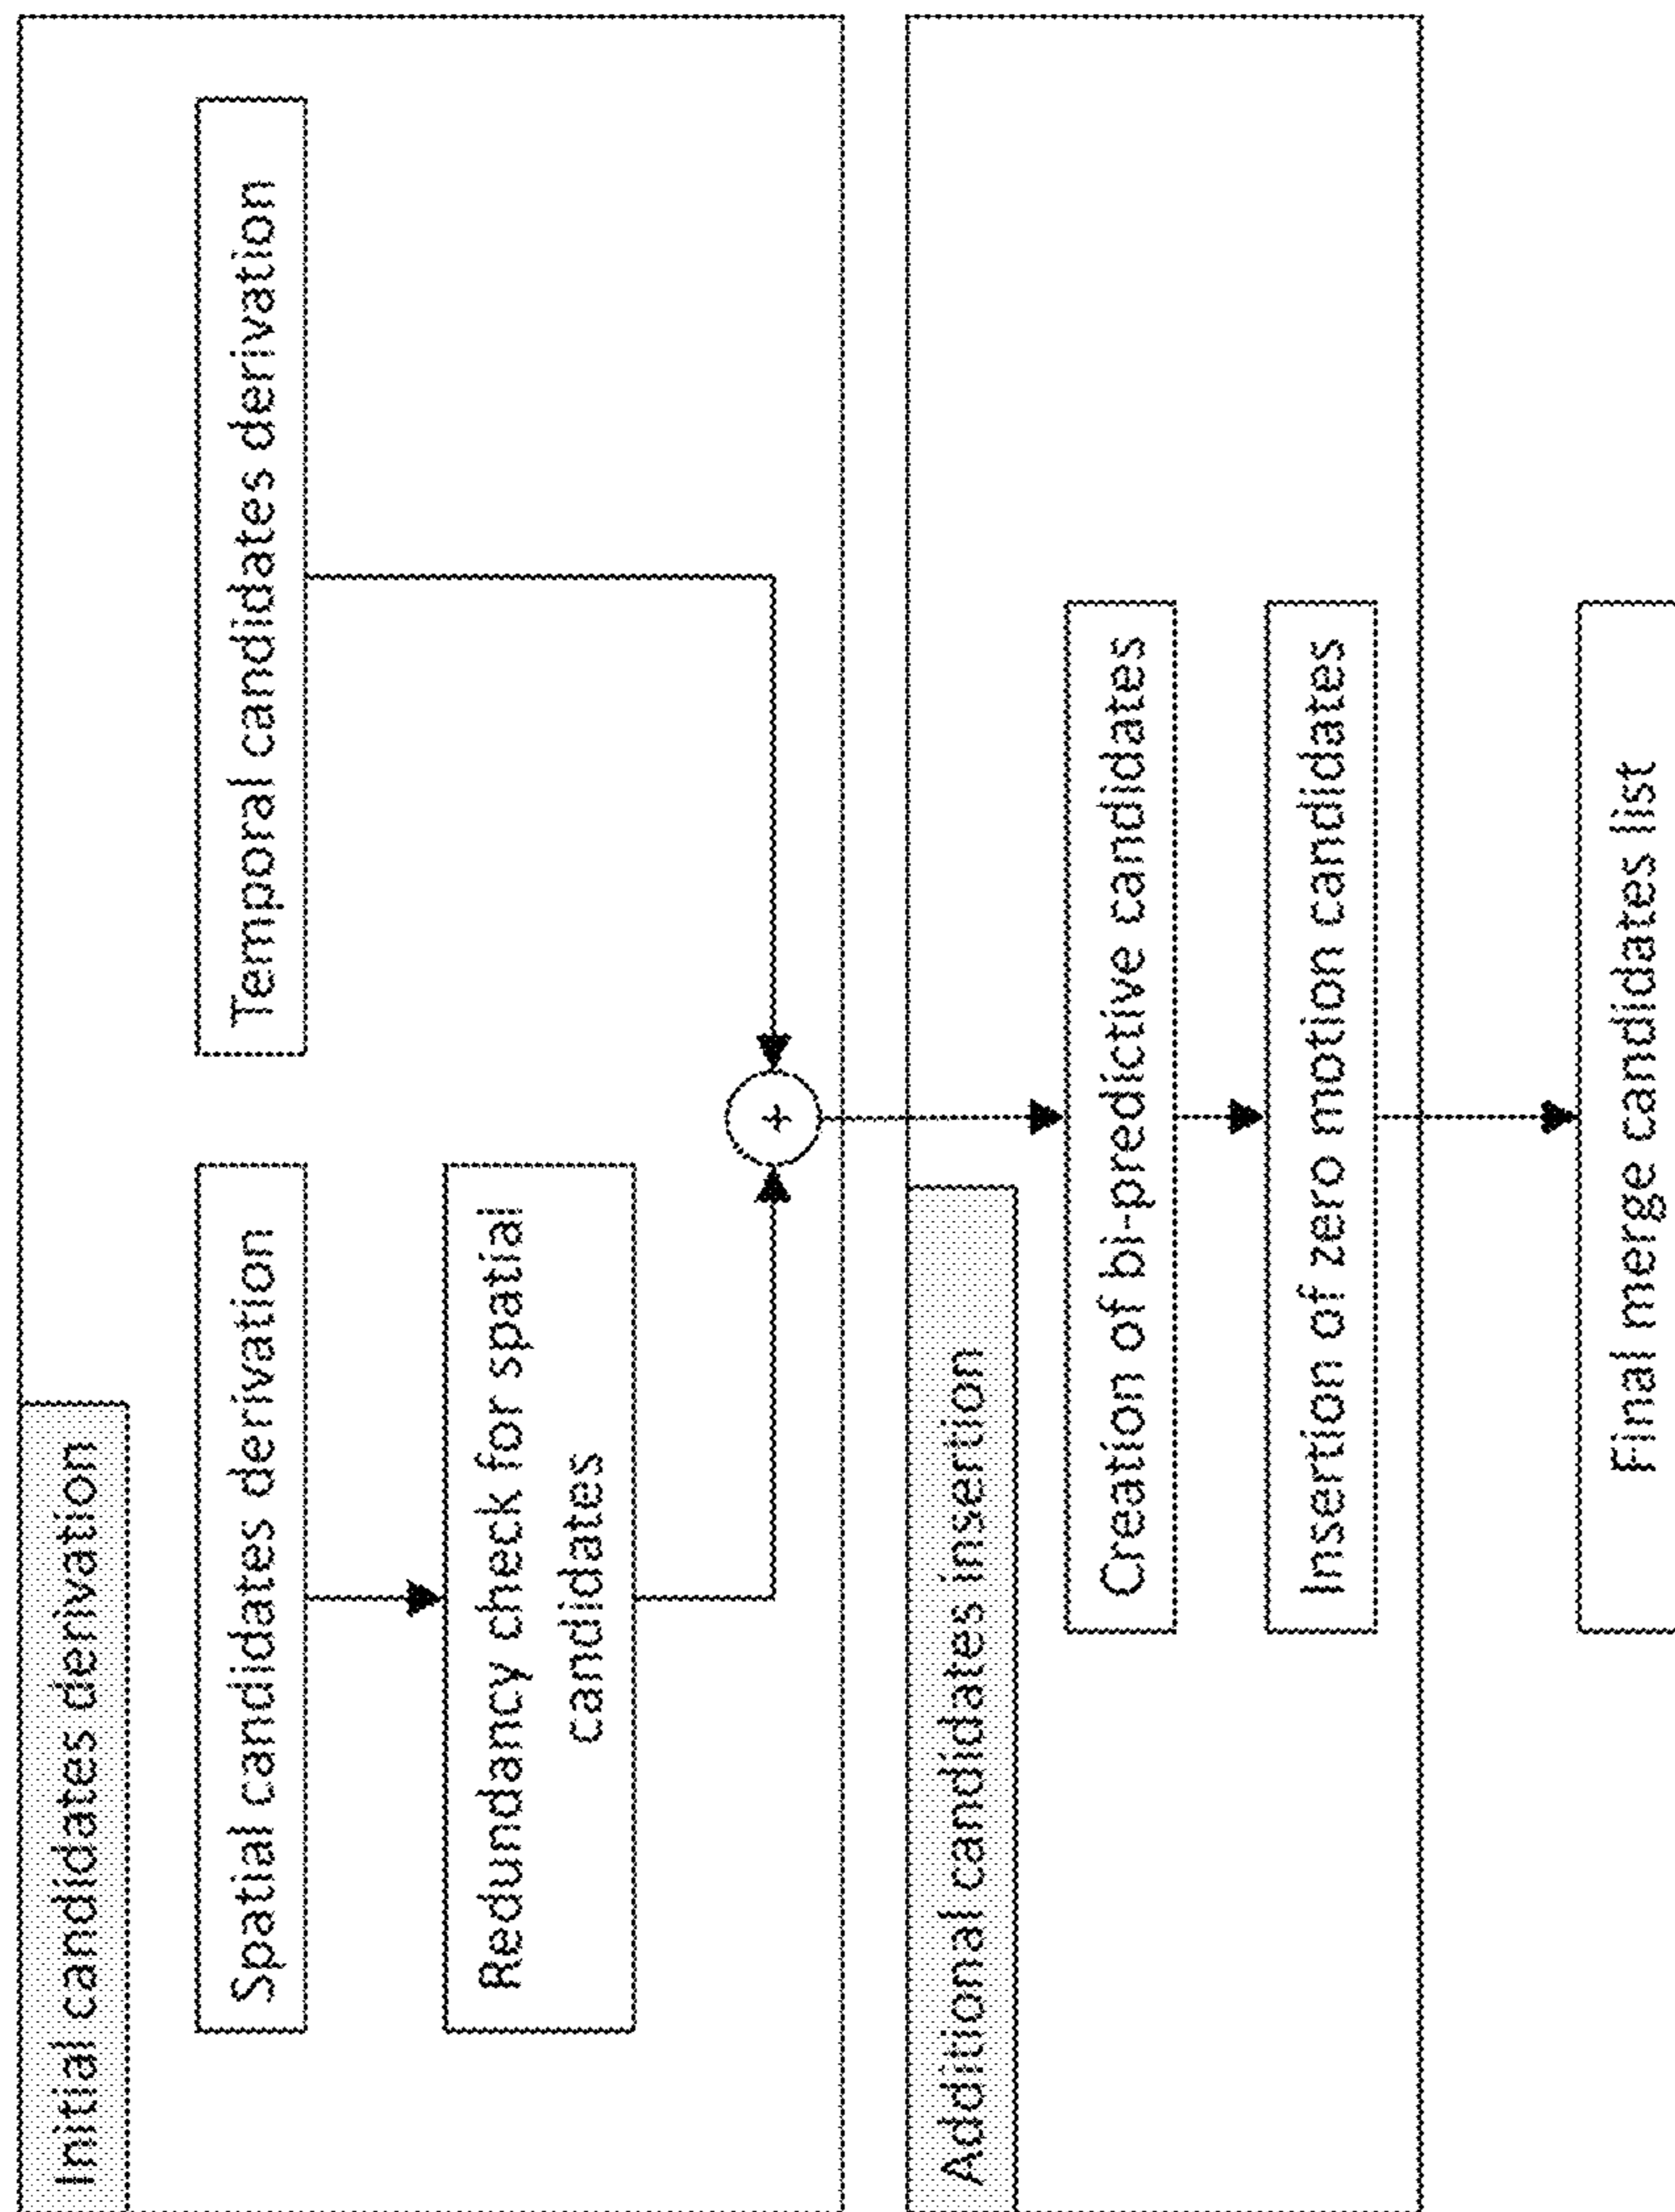 Initial candidates derivation
Spatial candidates derivation
Temporal candidates derivation
Redundancy check for spatial
candidates
+
Additional candidates insertion
Creation of bi-predictive candidates
Insertion of zero motion candidates
Final merge candidates list